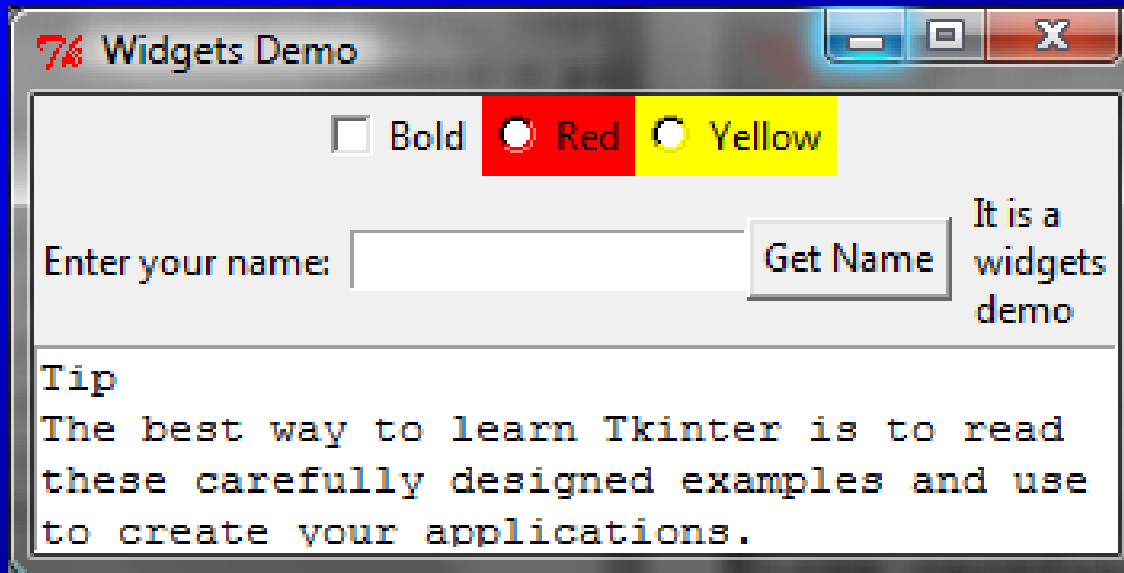 Widgets Demo
Bold Red Yellow
Enter your name: Get Name It is a
widgets
demo
Tip
The best way to learn Tkinter is to read
these carefully designed examples and use
to create your applications.